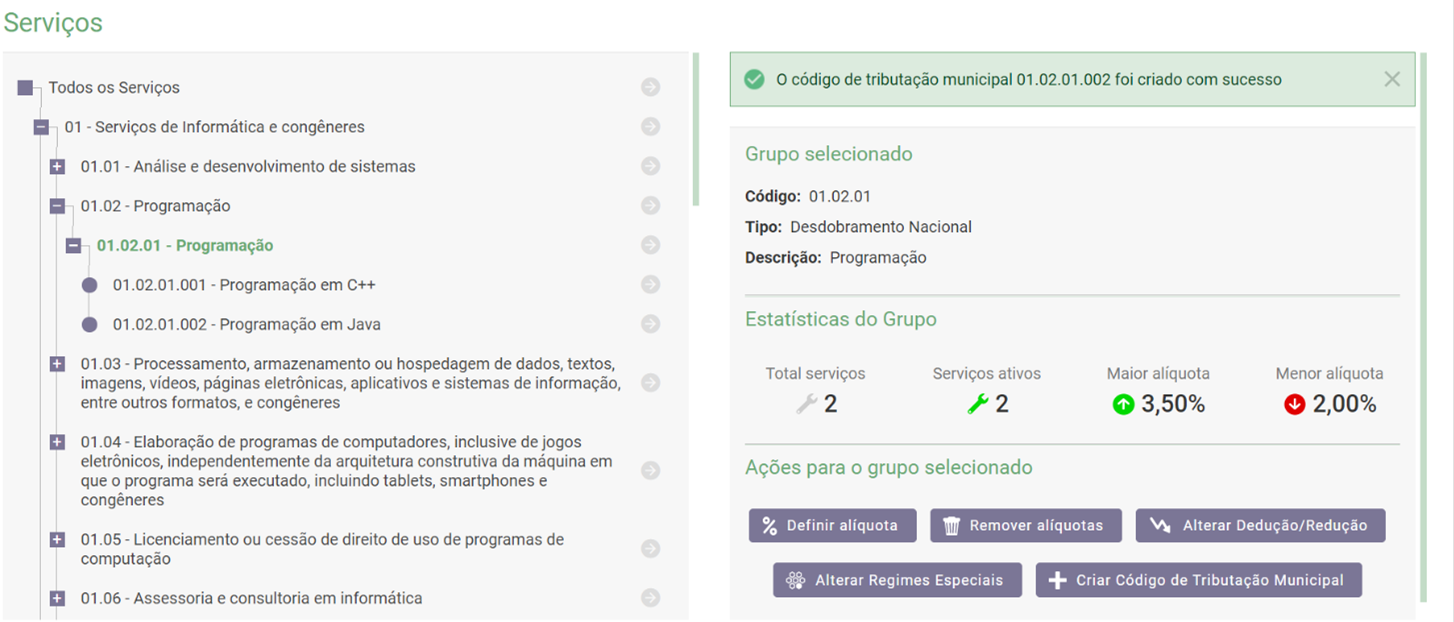 Serviços
Todos os Serviços
01 - Serviços de Informática e congêneres
01.01 - Análise e desenvolvimento de sistemas
01.02 - Programação
01.02.01 - Programação
01.02.01.001 - Programação em C++
01.02.01.002 - Programação em Java
01.03 - Processamento, armazenamento ou hospedagem de dados, textos,
imagens, vídeos, páginas eletrônicas, aplicativos e sistemas de informação,
entre outros formatos, e congêneres
01.04 - Elaboração de programas de computadores, inclusive de jogos
eletrônicos, independentemente da arquitetura construtiva da máquina em
que o programa será executado, incluindo tablets, smartphones e
congêneres
01.05 - Licenciamento ou cessão de direito de uso de programas de
computação
01.06 - Assessoria e consultoria em informática
O código de tributação municipal 01.02.01.002 foi criado com sucesso
Grupo selecionado
Código: 01.02.01
Tipo: Desdobramento Nacional
Descrição: Programação
Estatísticas do Grupo
Total serviços Serviços ativos Maior alíquota Menor alíquota
2 2 3,50% 2,00%
Ações para o grupo selecionado
Definir alíquota Remover alíquotas Alterar Dedução/Redução
Alterar Regimes Especiais Criar Código de Tributação Municipal